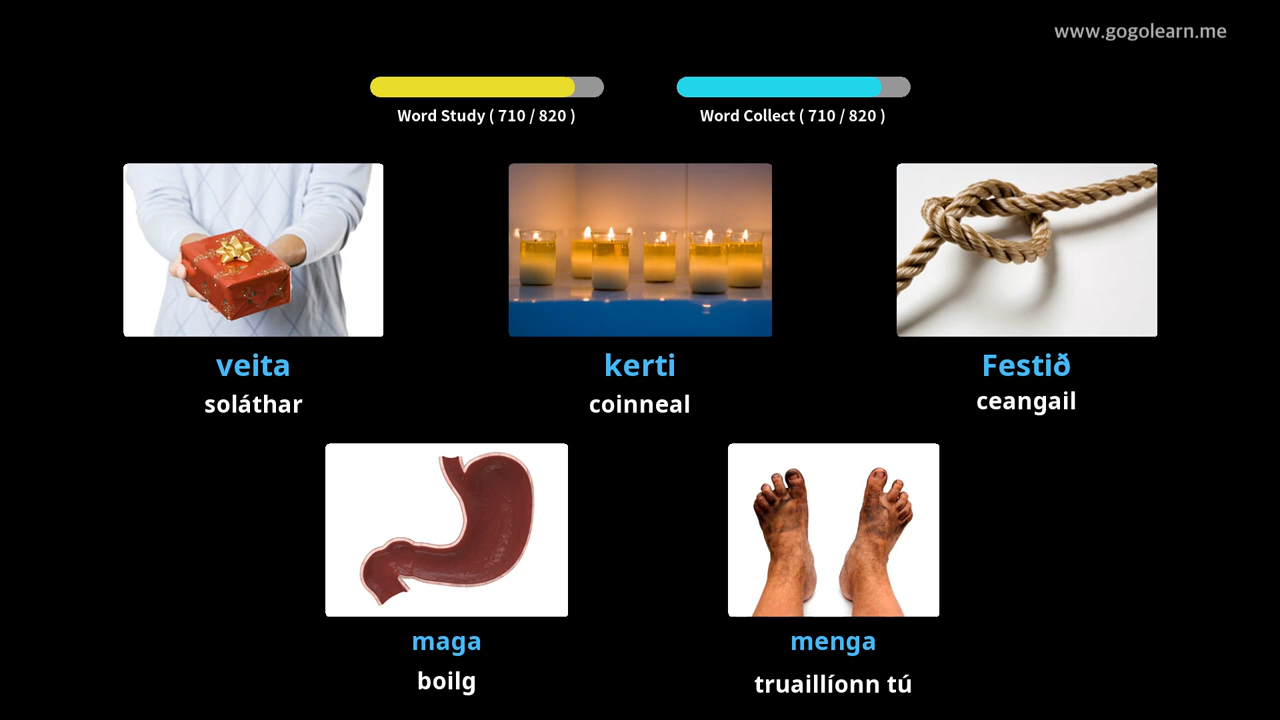 www.gogolearn.me
Word Study ( 710 / 820 )
Word Collect ( 710 / 820 )
veita
soláthar
kerti
coinneal
Festið
ceangail
maga
boilg
menga
truaillíonn tú